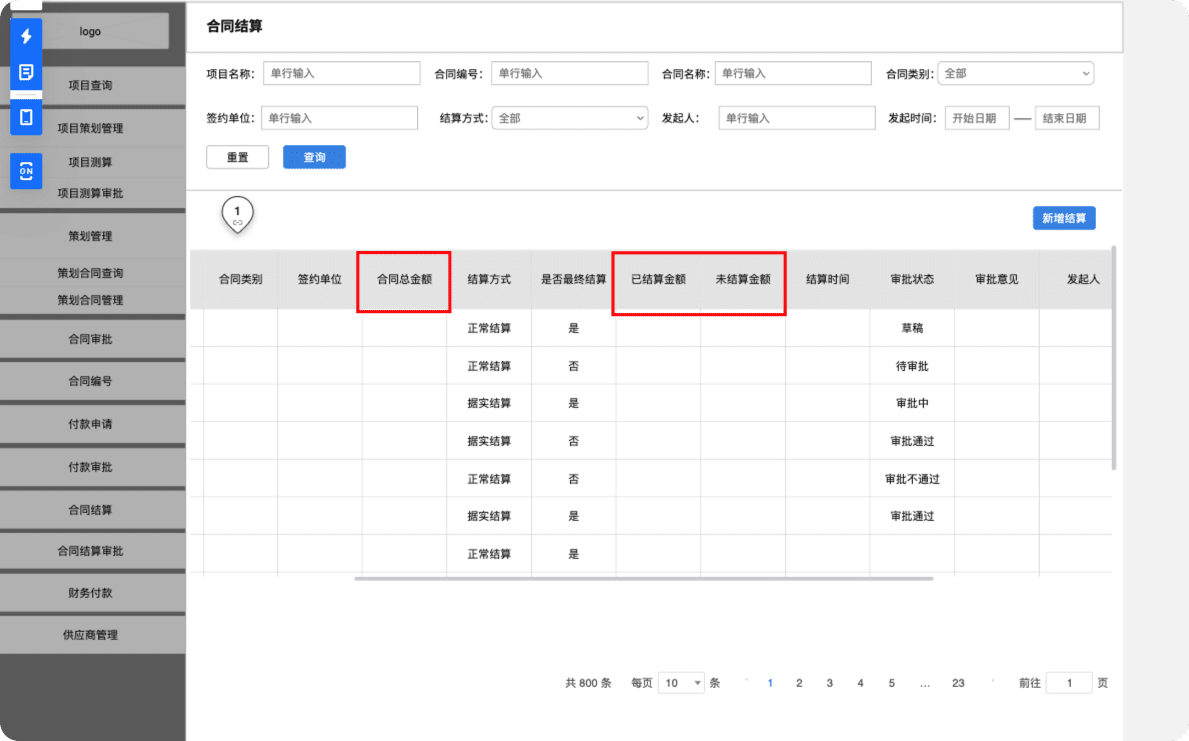 logo
项目查询
项目策划管理
项目测算
项目测算审批
策划管理
策划合同查询
策划合同管理
合同审批
合同编号
付款申请
付款审批
合同结算
合同结算审批
财务付款
供应商管理
ON
合同结算
项目名称: 单行输入 合同编号: 单行输入 合同名称: 单行输入 合同类别: 全部
签约单位: 单行输入 结算方式: 全部 发起人: 单行输入 发起时间: 开始日期 — 结束日期
重置 查询
1
新增结算
合同类别 签约单位 合同总金额 结算方式 是否最终结算 已结算金额 未结算金额 结算时间 审批状态 审批意见 发起人
正常结算 是 草稿
正常结算 否 待审批
据实结算 是 审批中
据实结算 否 审批通过
正常结算 否 审批不通过
据实结算 是 审批通过
正常结算 是
共 800 条 每页 10 条 1 2 3 4 5 ... 23 前往 1 页